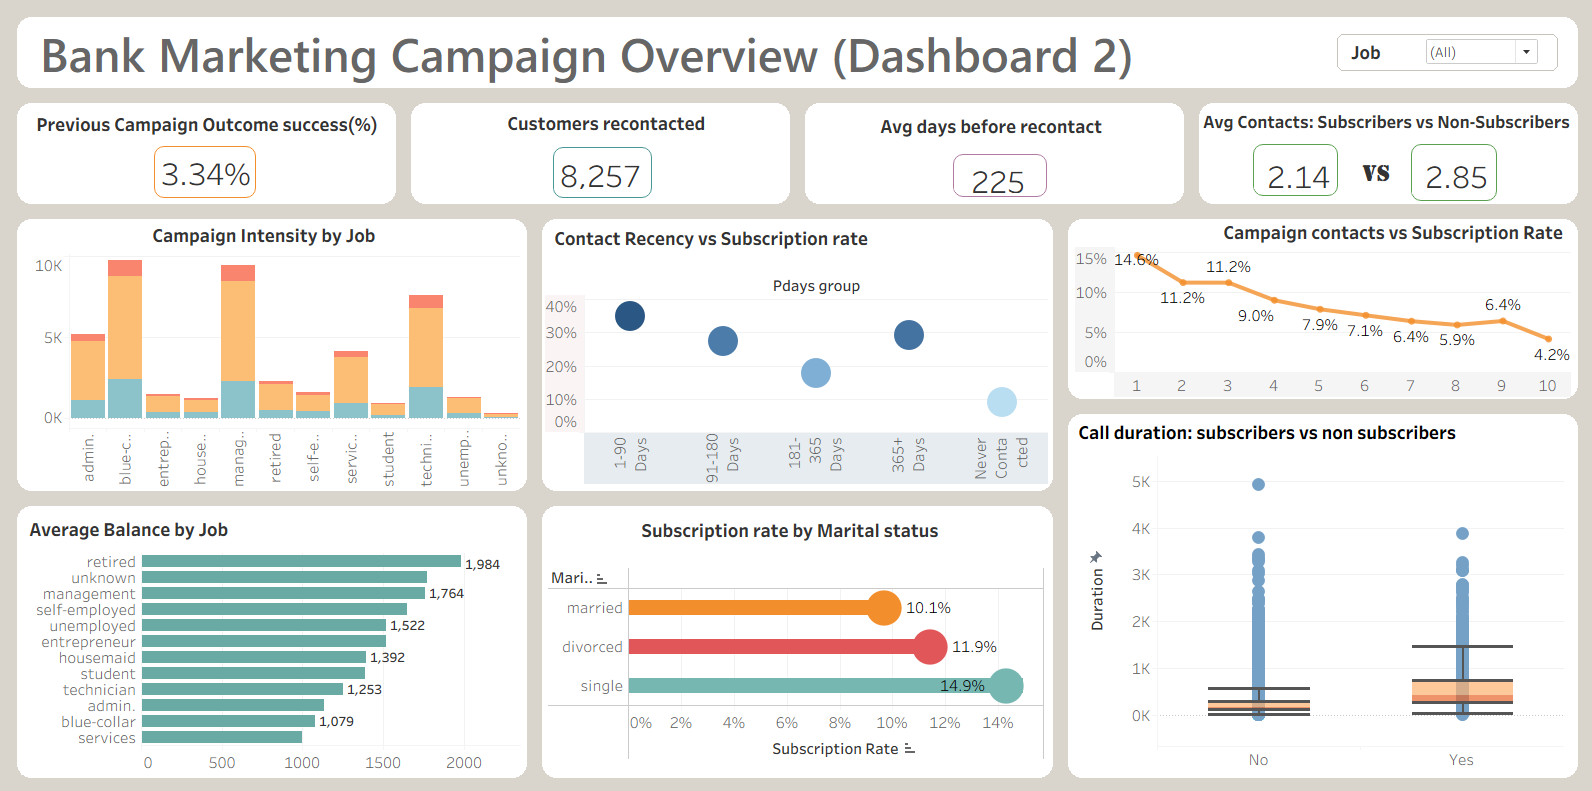 Bank Marketing Campaign Overview (Dashboard 2)
Job
(All)
Previous Campaign Outcome success(%)
3.34%
Customers recontacted
8,257
Avg days before recontact
225
Avg Contacts: Subscribers vs Non-Subscribers
2.14
vs
2.85
Campaign Intensity by Job
10K
5K
0K
admin.
blue-c..
entrep..
house..
manag..
retired
self-e..
servic..
student
techni..
unemp..
unkno..
Contact Recency vs Subscription rate
Pdays group
40%
30%
20%
10%
0%
1-90
Days
91-180
Days
181-
365
Days
365+
Days
Never
Conta
cted
Campaign contacts vs Subscription Rate
15%
10%
5%
0%
14.6%
11.2%
11.2%
9.0%
7.9%
7.1%
6.4%
5.9%
6.4%
4.2%
1
2
3
4
5
6
7
8
9
10
Average Balance by Job
retired
1,984
unknown
management
1,764
self-employed
unemployed
1,522
entrepreneur
housemaid
1,392
student
technician
1,253
admin.
blue-collar
1,079
services
0
500
1000
1500
2000
Subscription rate by Marital status
Mari..
married
10.1%
divorced
11.9%
single
14.9%
0%
2%
4%
6%
8%
10%
12%
14%
Subscription Rate
Call duration: subscribers vs non subscribers
Duration
5K
4K
3K
2K
1K
0K
No
Yes